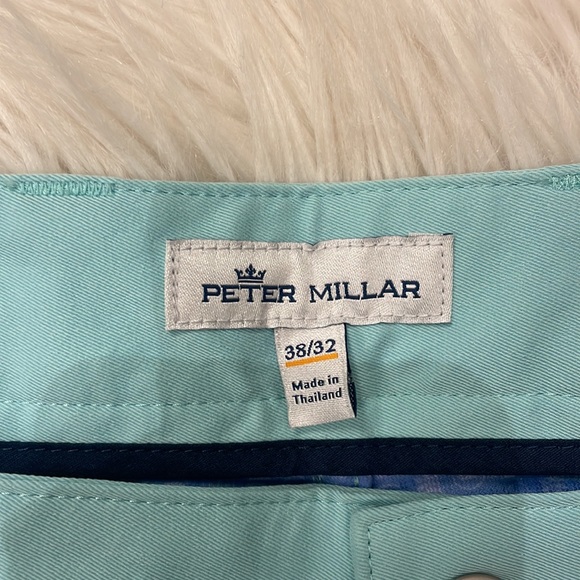 PETER MILLAR
38/32
Made in
Thailand